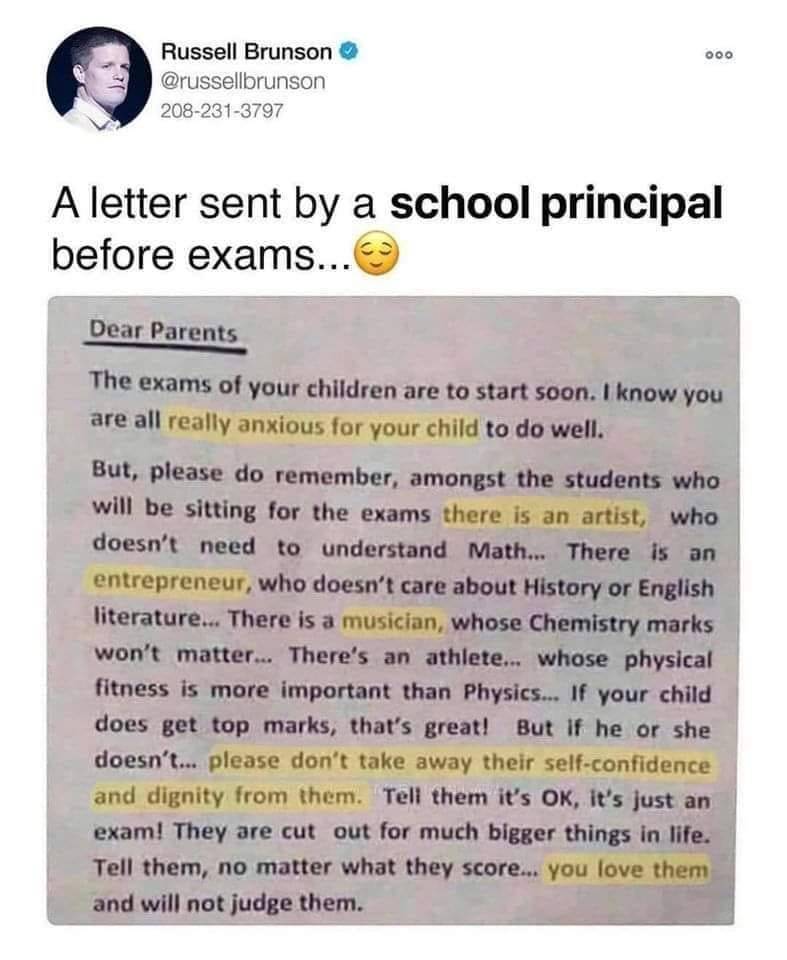 Russell Brunson
@russellbrunson
208-231-3797
A letter sent by a school principal
before exams...😌
Dear Parents
The exams of your children are to start soon. I know you
are all really anxious for your child to do well.
But, please do remember, amongst the students who
will be sitting for the exams there is an artist, who
doesn't need to understand Math... There is an
entrepreneur, who doesn't care about History or English
literature... There is a musician, whose Chemistry marks
won't matter... There's an athlete... whose physical
fitness is more important than Physics... If your child
does get top marks, that's great! But if he or she
doesn't... please don't take away their self-confidence
and dignity from them. Tell them it's OK, it's just an
exam! They are cut out for much bigger things in life.
Tell them, no matter what they score... you love them
and will not judge them.